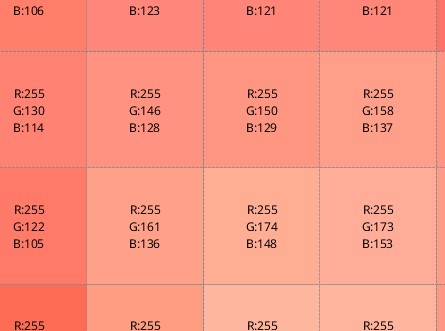 B:106 B:123 B:121 B:121
R:255 R:255 R:255 R:255
G:130 G:146 G:150 G:158
B:114 B:128 B:129 B:137
R:255 R:255 R:255 R:255
G:122 G:161 G:174 G:173
B:105 B:136 B:148 B:153
R:255 R:255 R:255 R:255